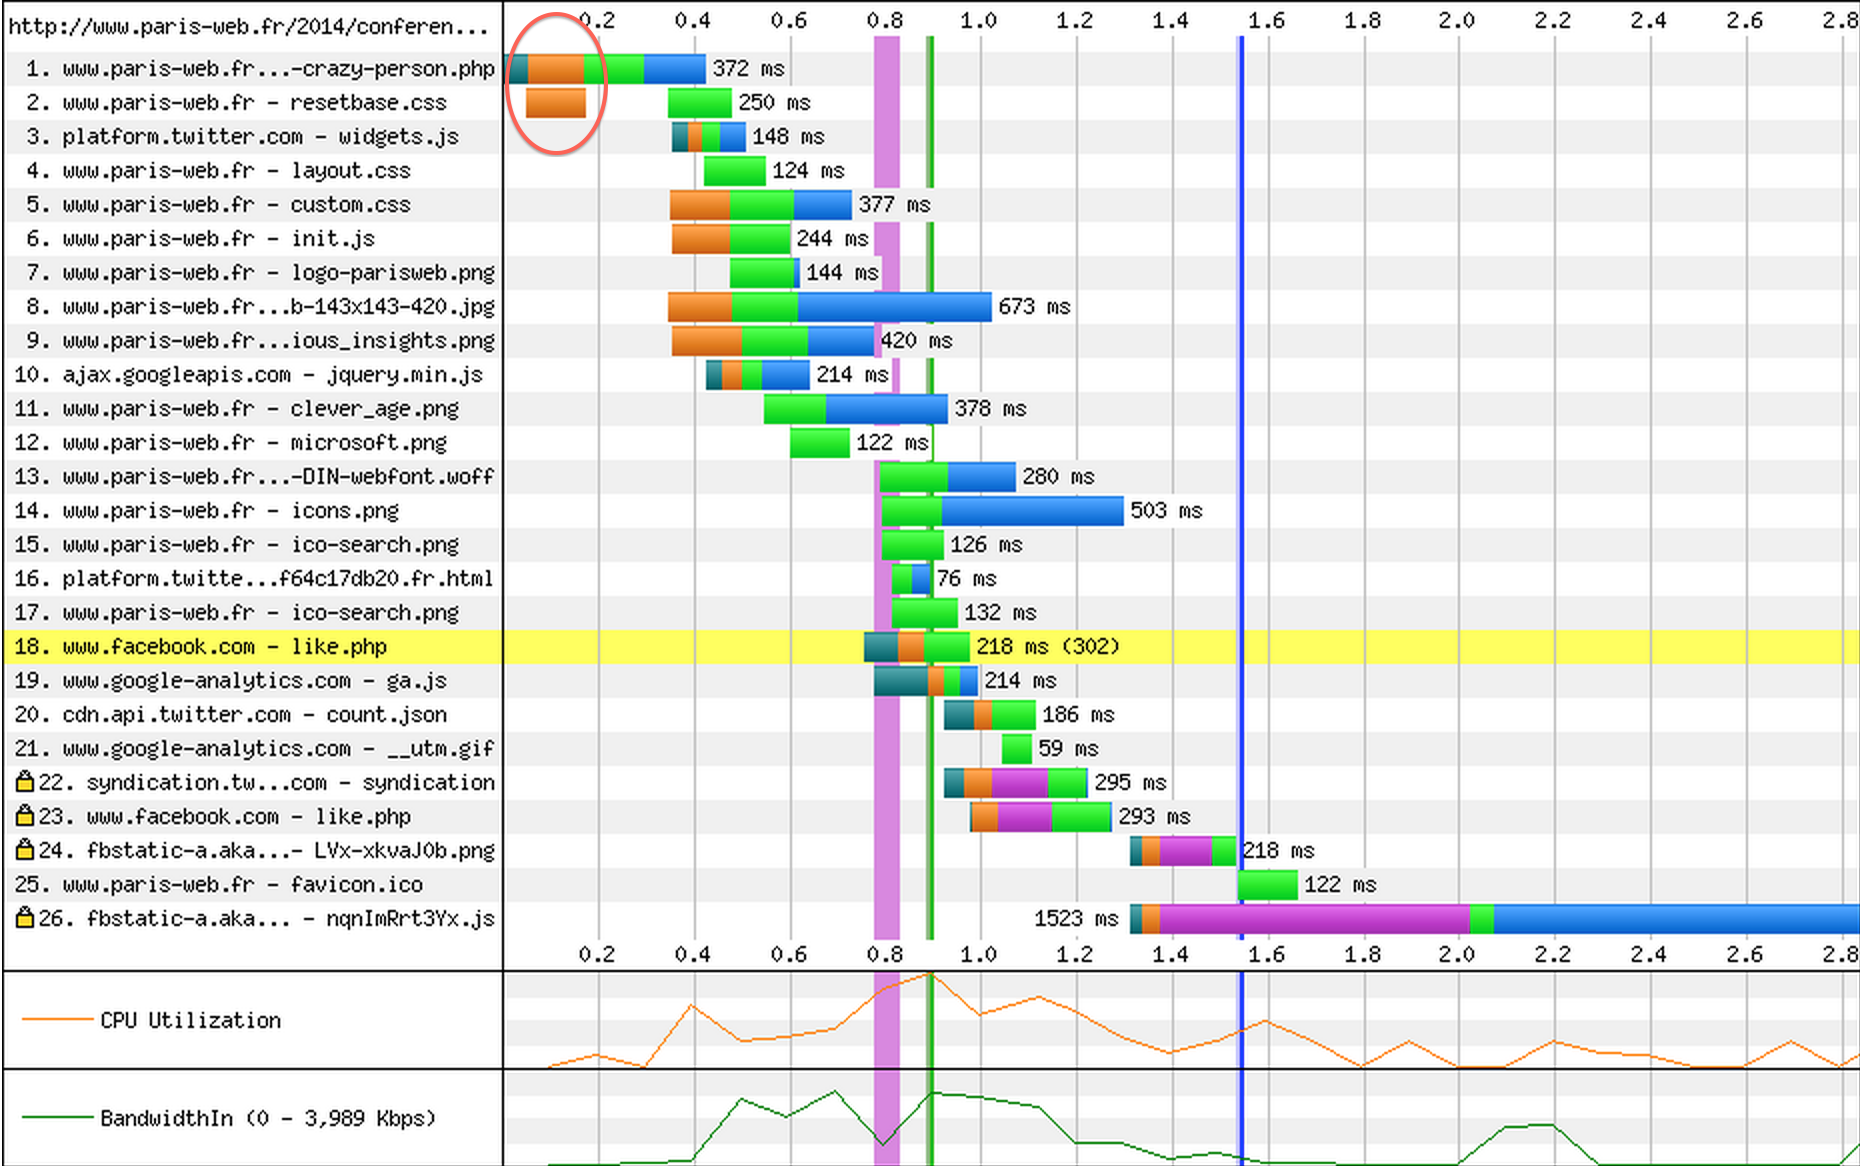 http://www.paris-web.fr/2014/conferen...
0.2 0.4 0.6 0.8 1.0 1.2 1.4 1.6 1.8 2.0 2.2 2.4 2.6 2.8
1. www.paris-web.fr...-crazy-person.php 372 ms
2. www.paris-web.fr - resetbase.css 250 ms
3. platform.twitter.com - widgets.js 148 ms
4. www.paris-web.fr - layout.css 124 ms
5. www.paris-web.fr - custom.css 377 ms
6. www.paris-web.fr - init.js 244 ms
7. www.paris-web.fr - logo-parisweb.png 144 ms
8. www.paris-web.fr...b-143x143-420.jpg 673 ms
9. www.paris-web.fr...ious_insights.png 420 ms
10. ajax.googleapis.com - jquery.min.js 214 ms
11. www.paris-web.fr - clever_age.png 378 ms
12. www.paris-web.fr - microsoft.png 122 ms
13. www.paris-web.fr...-DIN-webfont.woff 280 ms
14. www.paris-web.fr - icons.png 503 ms
15. www.paris-web.fr - ico-search.png 126 ms
16. platform.twitte...f64c17db20.fr.html 76 ms
17. www.paris-web.fr - ico-search.png 132 ms
18. www.facebook.com - like.php 218 ms (302)
19. www.google-analytics.com - ga.js 214 ms
20. cdn.api.twitter.com - count.json 186 ms
21. www.google-analytics.com - __utm.gif 59 ms
22. syndication.tw...com - syndication 295 ms
23. www.facebook.com - like.php 293 ms
24. fbstatic-a.aka...- LVx-xkvaJ0b.png 218 ms
25. www.paris-web.fr - favicon.ico 122 ms
26. fbstatic-a.aka... - nqnImRrt3Yx.js 1523 ms
0.2 0.4 0.6 0.8 1.0 1.2 1.4 1.6 1.8 2.0 2.2 2.4 2.6 2.8
CPU Utilization
BandwidthIn (0 - 3,989 Kbps)